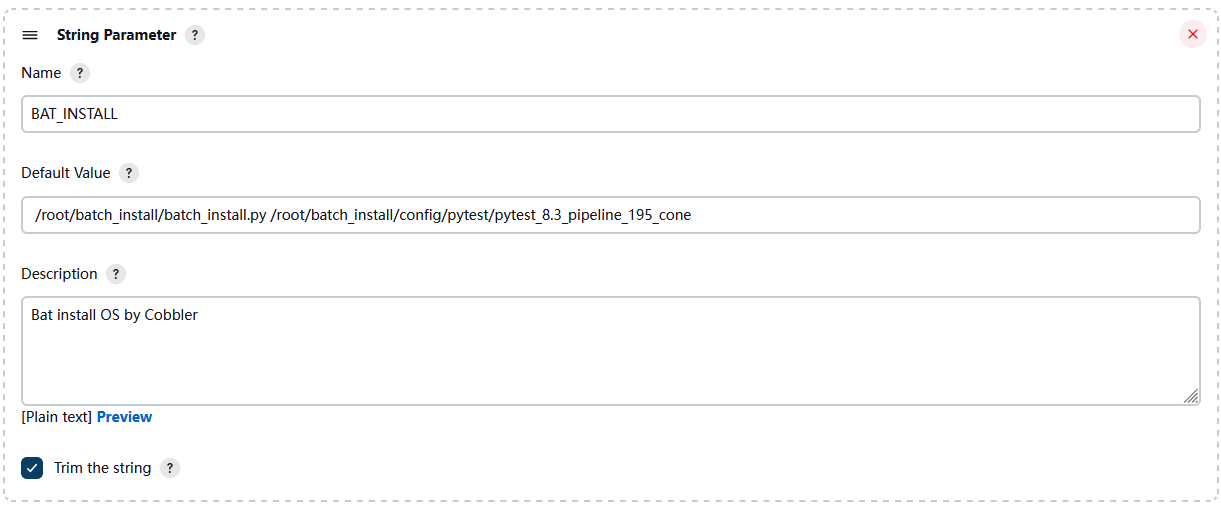 String Parameter ?
Name ?
BAT_INSTALL
Default Value ?
/root/batch_install/batch_install.py /root/batch_install/config/pytest/pytest_8.3_pipeline_195_cone
Description ?
Bat install OS by Cobbler
[Plain text] Preview
Trim the string ?